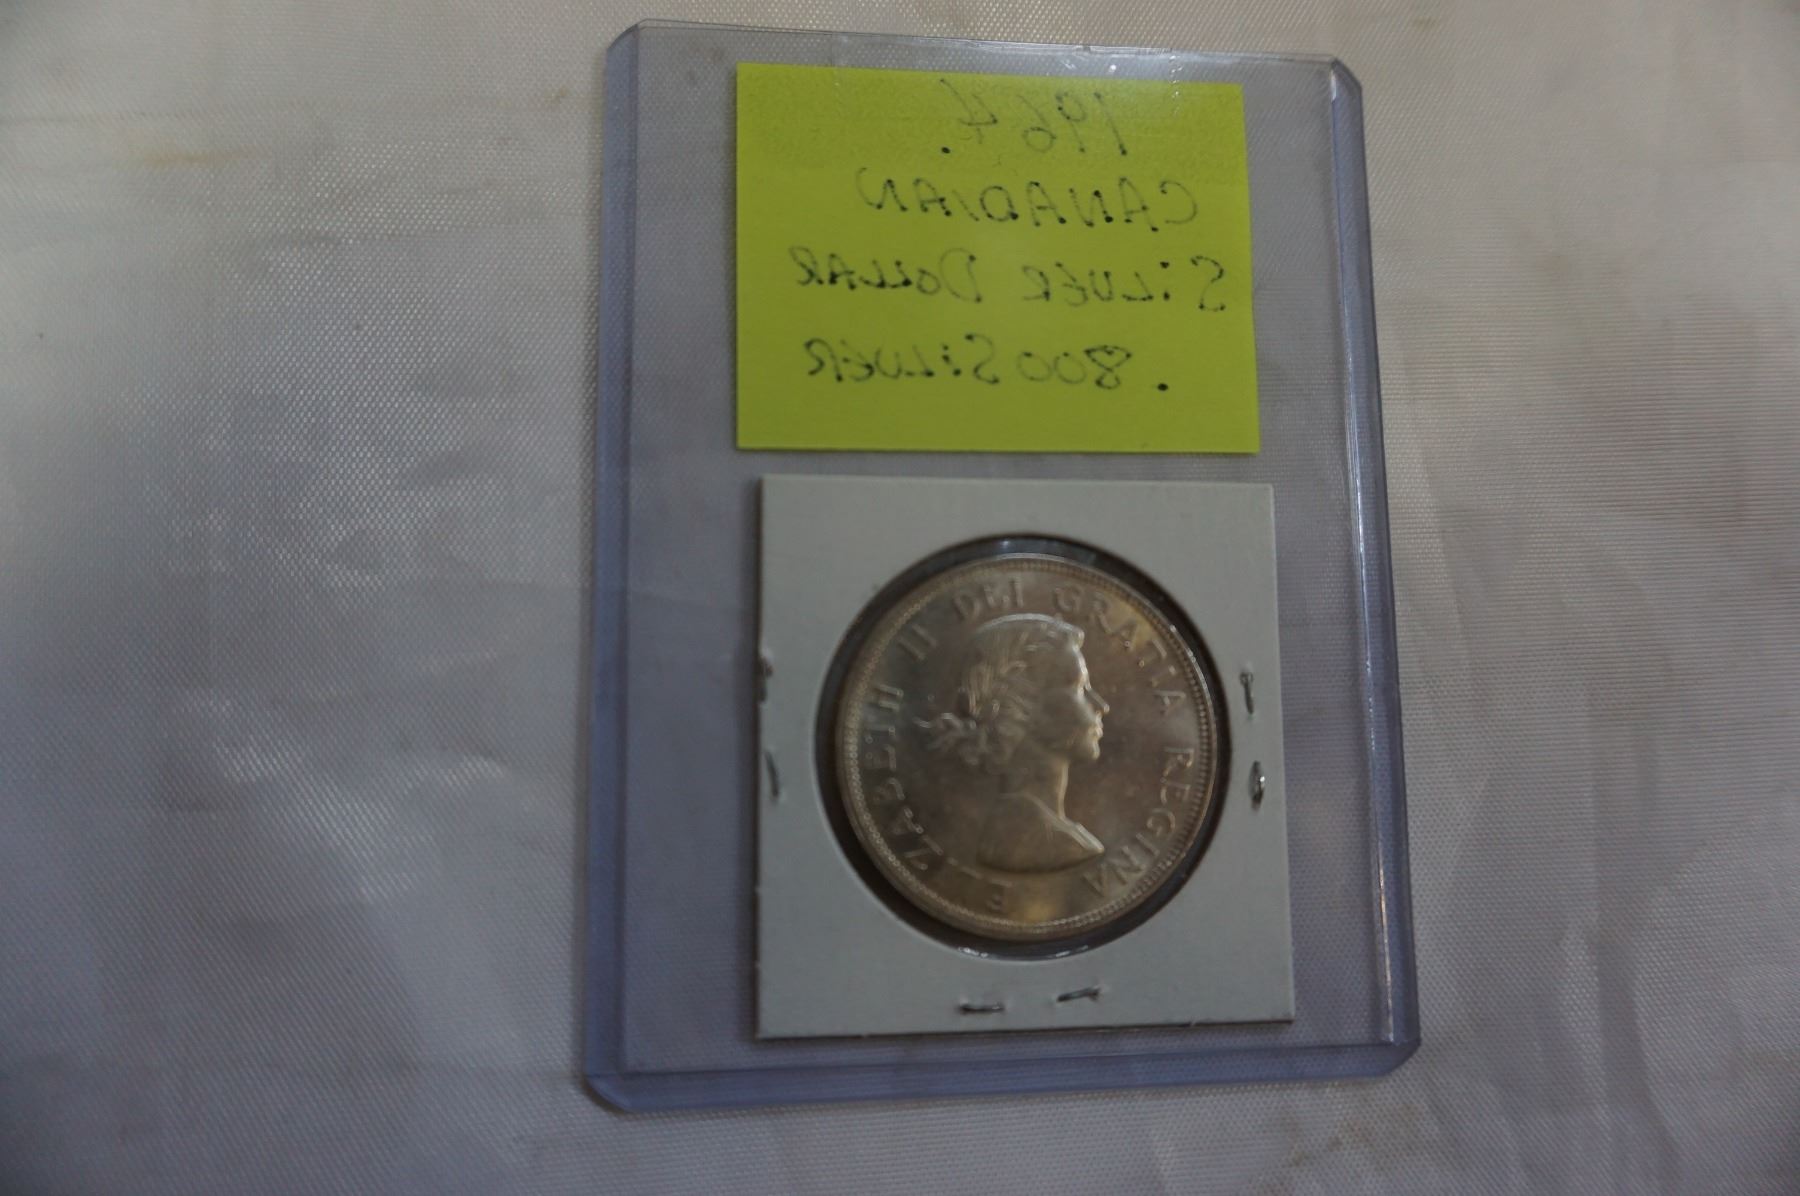 1964.
CANADIAN
SiLVER DOLLAR
.800 SiLVER
ELIZABETH II DEI GRATIA REGINA